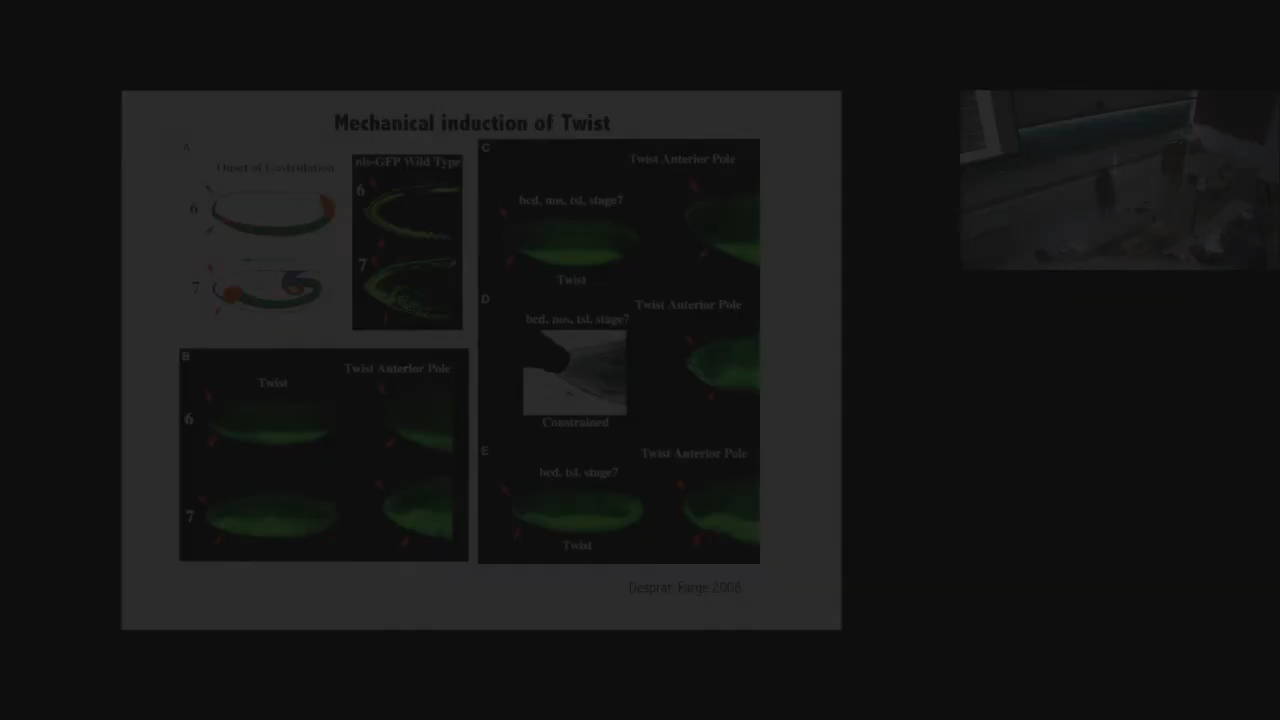 Mechanical induction of Twist
A
Onset of Gastrulation
6
7
nls-GFP Wild Type
6
7
B
Twist
Twist Anterior Pole
6
7
C
Twist Anterior Pole
bcd, nos, tsl, stage7
Twist
D
Twist Anterior Pole
bcd, nos, tsl, stage7
Constrained
E
Twist Anterior Pole
bcd, tsl, stage7
Twist
Desprat Farge 2008